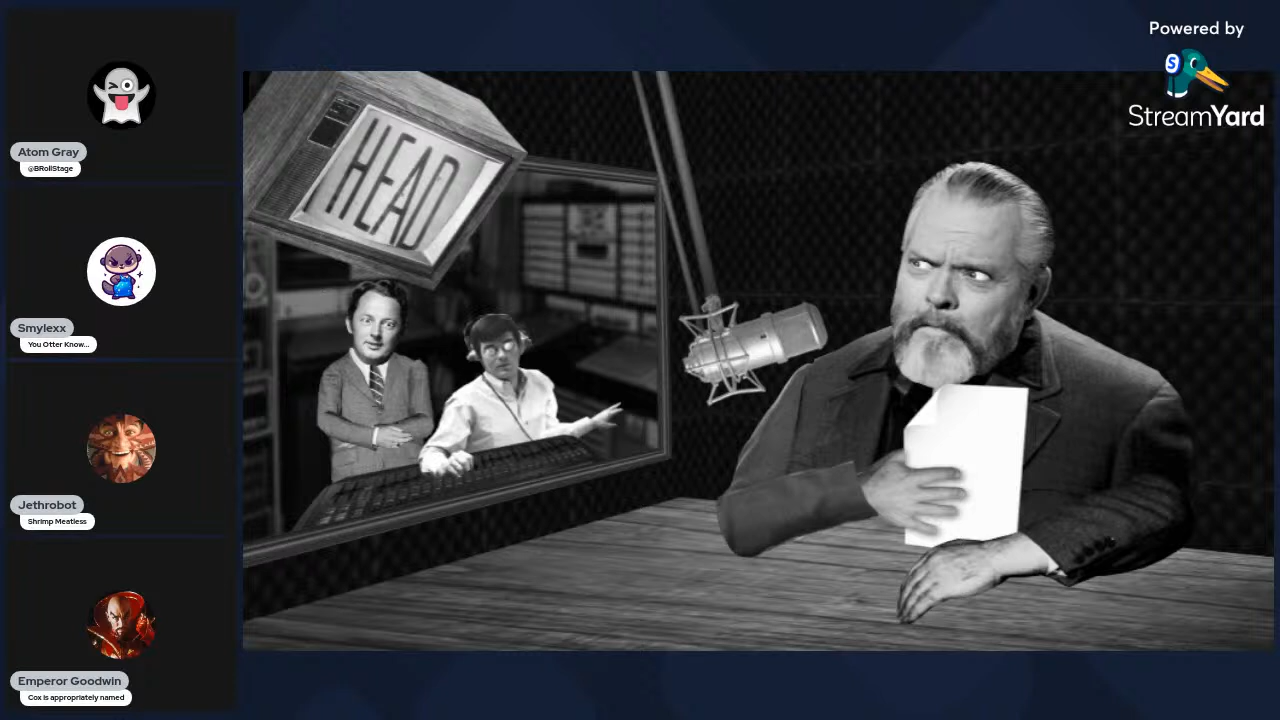 Powered by
StreamYard
HEAD
Atom Gray
@BRollStage
Smylexx
You Otter Know...
Jethrobot
Shrimp Meatless
Emperor Goodwin
Cox is appropriately named